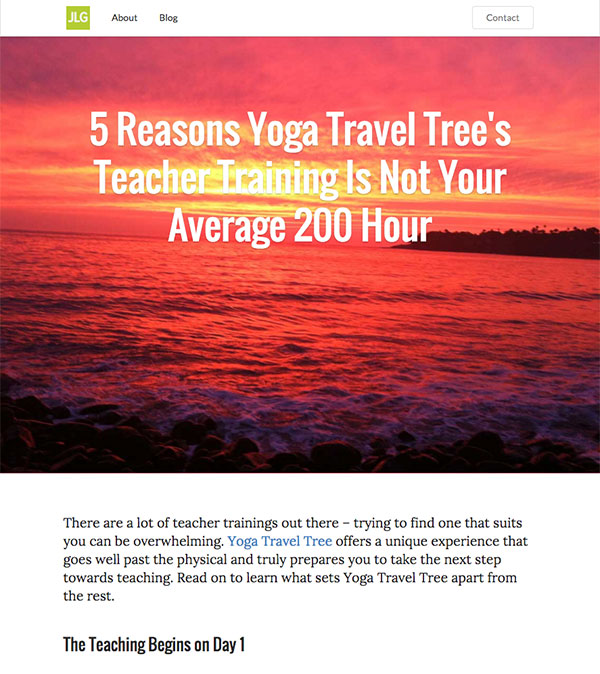 JLG About Blog Contact
5 Reasons Yoga Travel Tree's
Teacher Training Is Not Your
Average 200 Hour
There are a lot of teacher trainings out there – trying to find one that suits
you can be overwhelming. Yoga Travel Tree offers a unique experience that
goes well past the physical and truly prepares you to take the next step
towards teaching. Read on to learn what sets Yoga Travel Tree apart from
the rest.
The Teaching Begins on Day 1